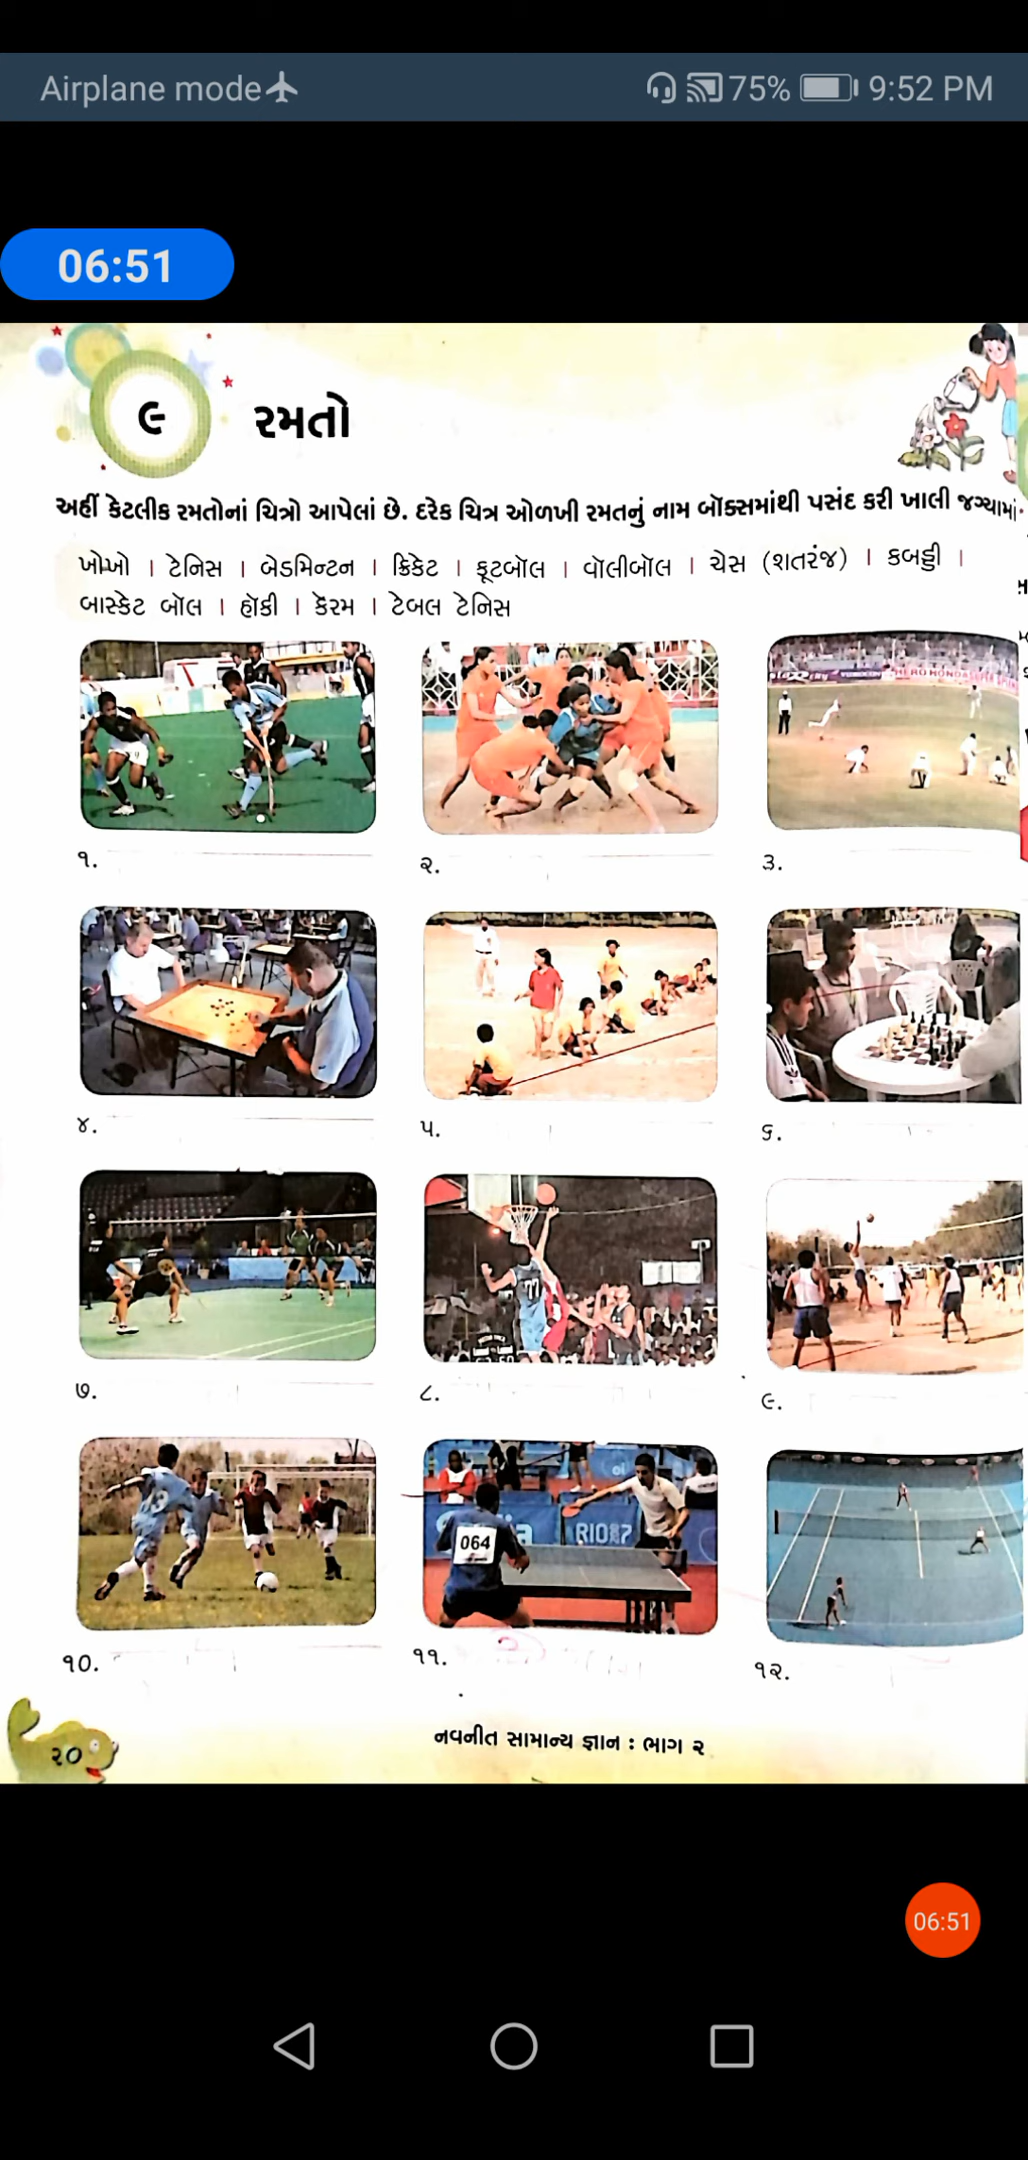 Airplane mode 75% 9:52 PM
06:51
૯ રમતો
અહીં કેટલીક રમતોનાં ચિત્રો આપેલાં છે. દરેક ચિત્ર ઓળખી રમતનું નામ બૉક્સમાંથી પસંદ કરી ખાલી જગ્યામાં
ખોખો | ટેનિસ | બેડમિન્ટન | ક્રિકેટ | ફૂટબૉલ | વૉલીબૉલ | ચેસ (શતરંજ) | કબડ્ડી |
બાસ્કેટ બૉલ | હૉકી | કૅરમ | ટેબલ ટેનિસ
HERO HONDA
૧. ૨. ૩.
૪. ૫. ૬.
૭. ૮. ૯.
064 RIO
૧૦. ૧૧. ૧૨.
૨૦ નવનીત સામાન્ય જ્ઞાન : ભાગ ૨
06:51